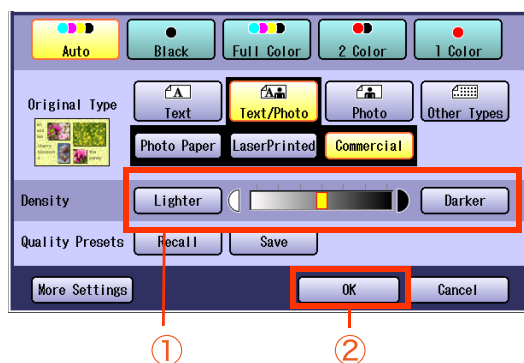 Auto Black Full Color 2 Color 1 Color
Original Type
A Text A Text/Photo Photo Other Types
Photo Paper LaserPrinted Commercial
Density Lighter Darker
Quality Presets Recall Save
More Settings OK Cancel
① ②